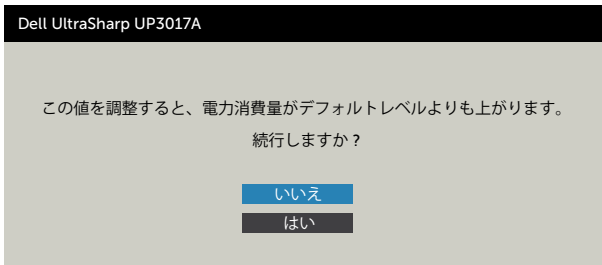 Dell UltraSharp UP3017A
この値を調整すると、電力消費量がデフォルトレベルよりも上がります。
続行しますか？
いいえ
はい